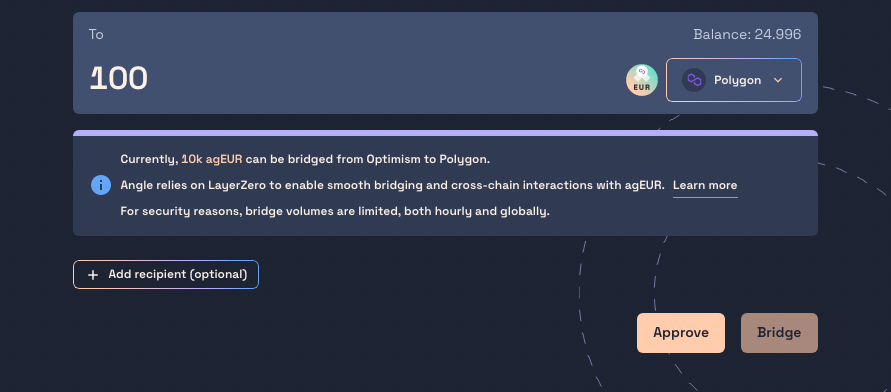 To
Balance: 24.996
100
EUR
Polygon
Currently, 10k agEUR can be bridged from Optimism to Polygon.
Angle relies on LayerZero to enable smooth bridging and cross-chain interactions with agEUR. Learn more
For security reasons, bridge volumes are limited, both hourly and globally.
+ Add recipient (optional)
Approve
Bridge